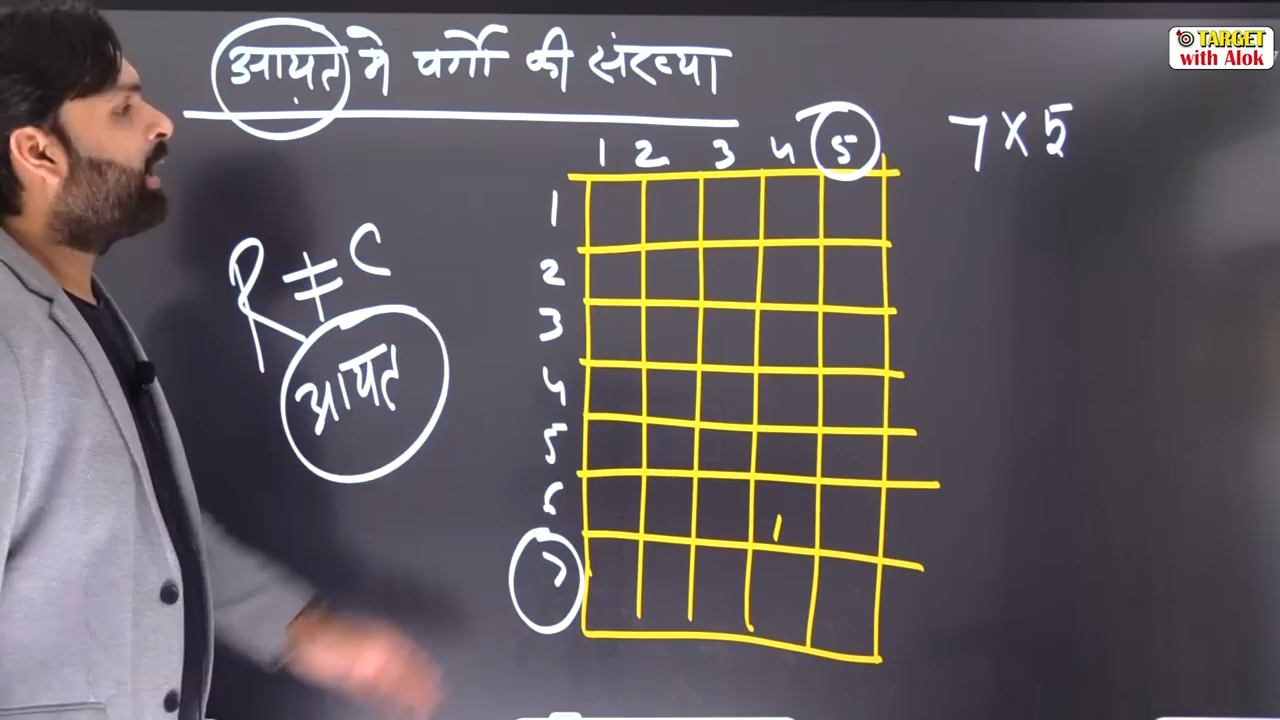 आयत मे वर्गो की संख्या
TARGET
with Alok
7 X 5
1 2 3 4 5
1
2
3
4
5
6
7
R ≠ C
आयत